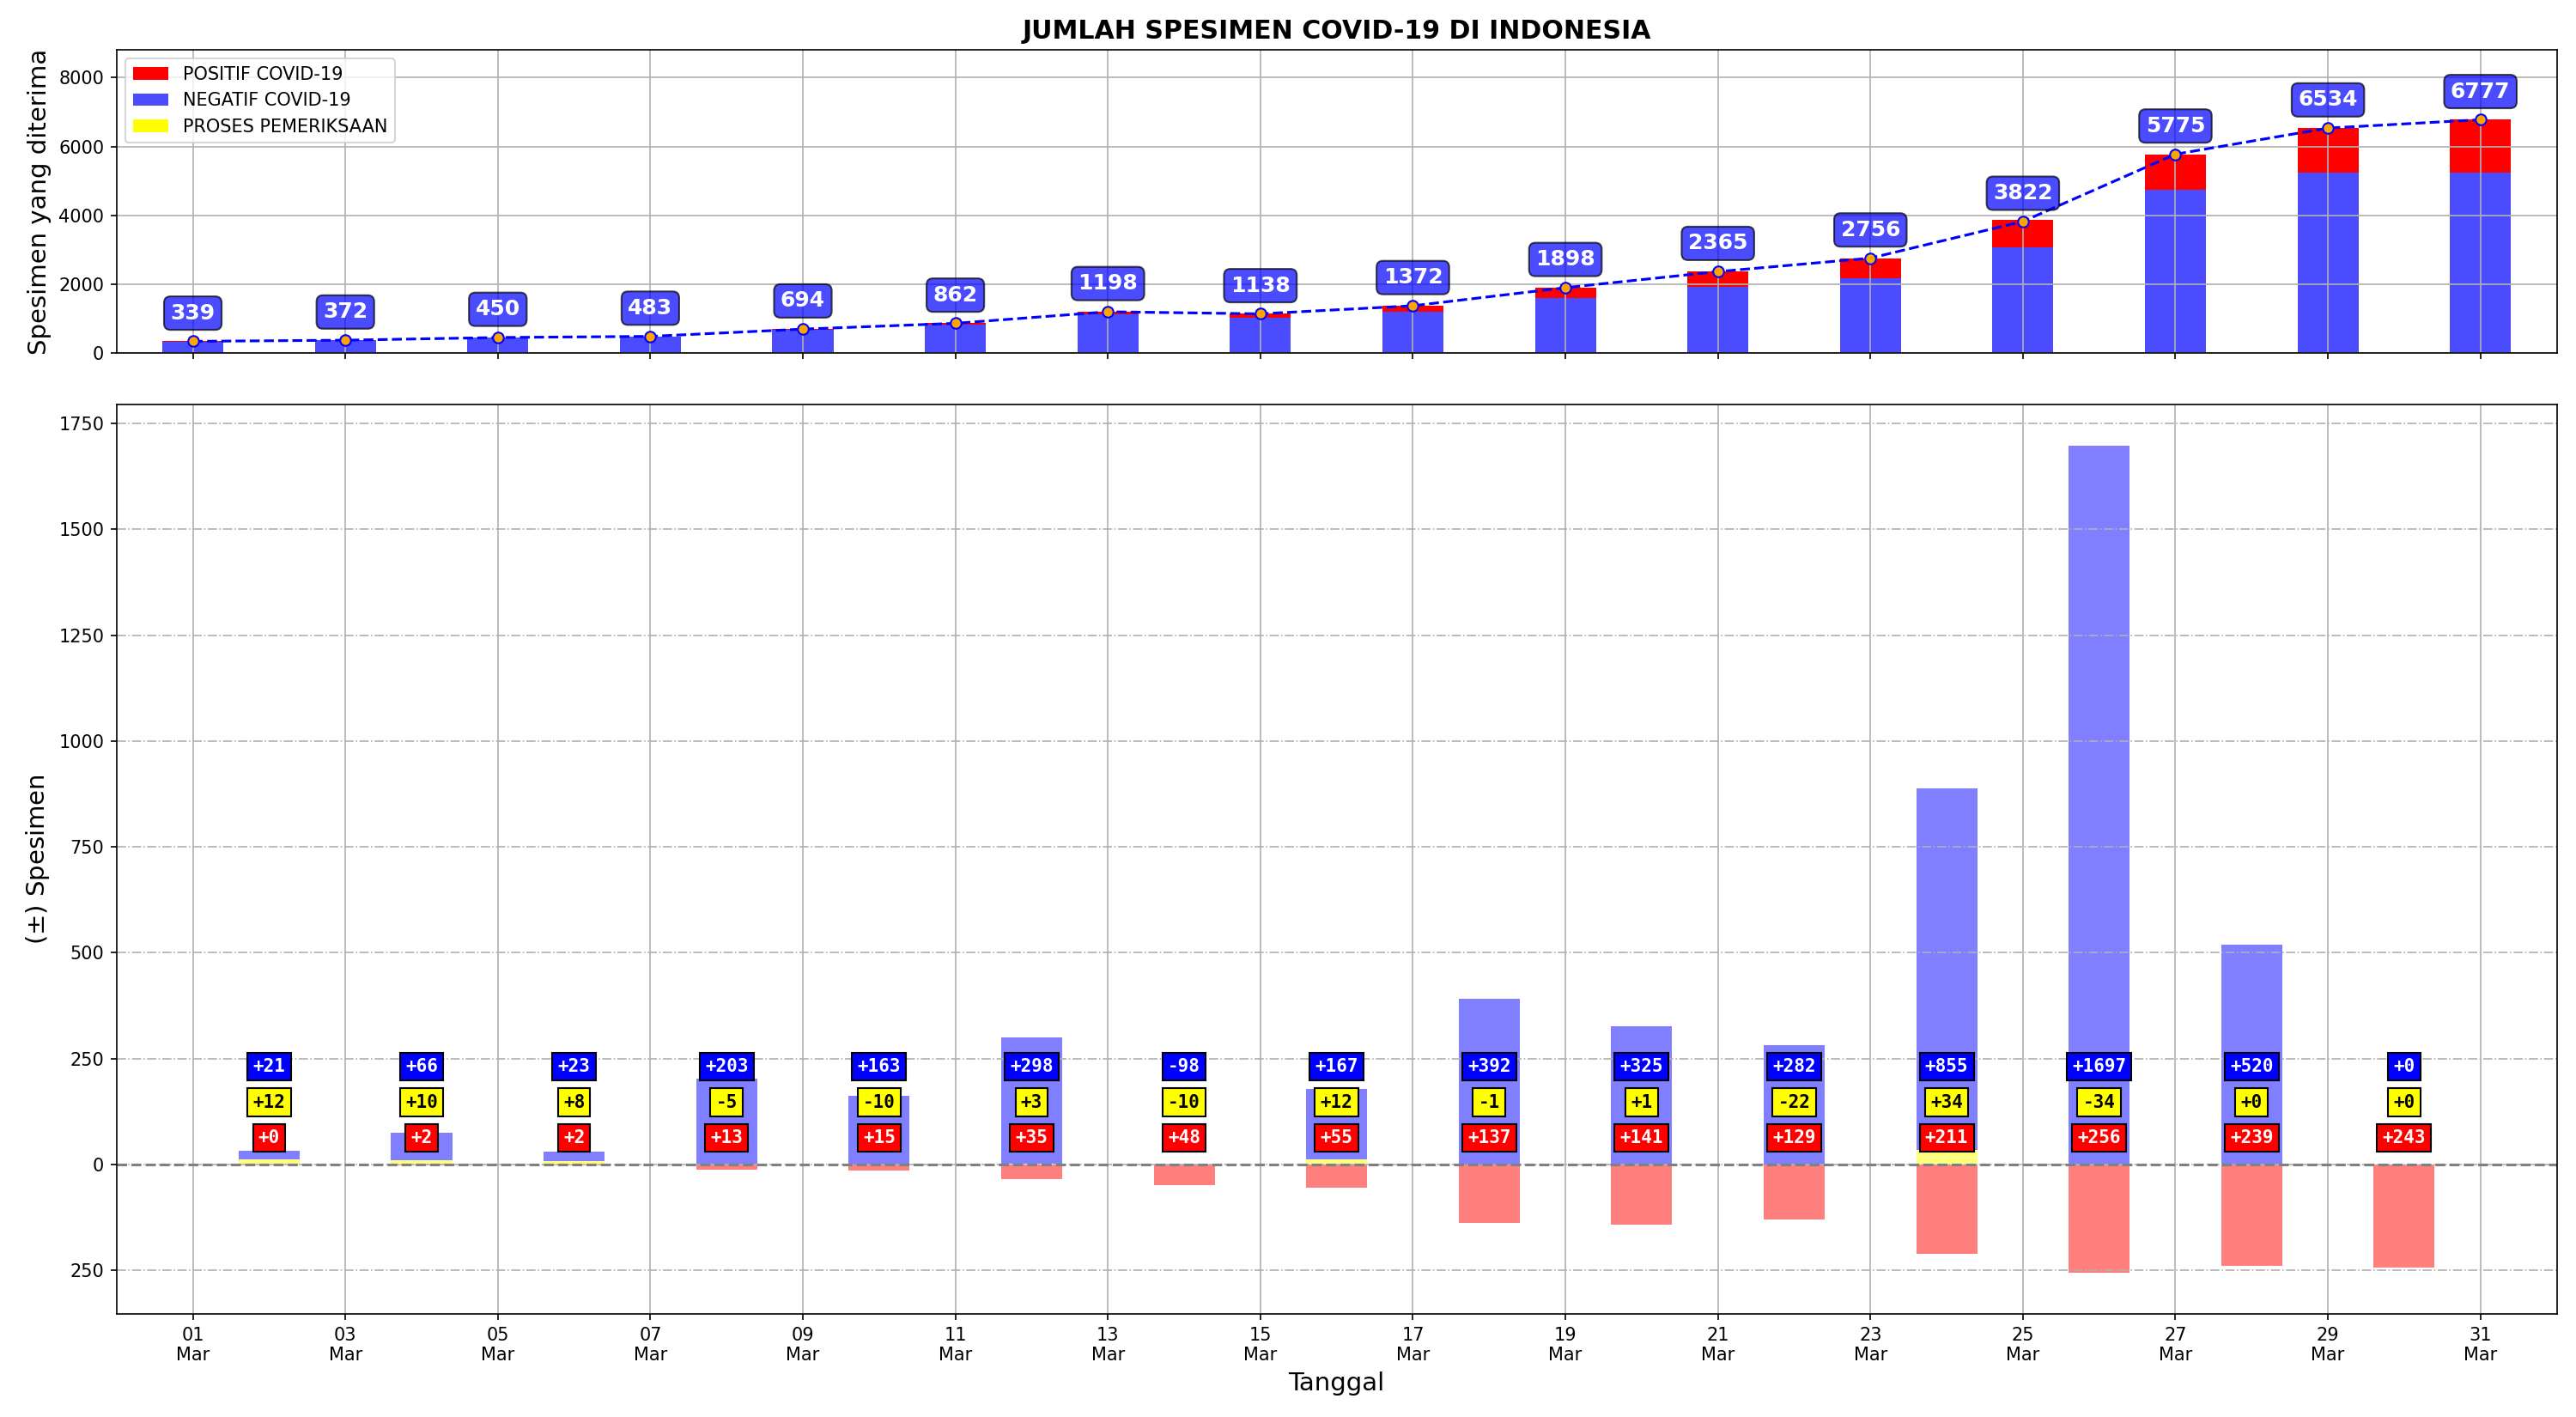 JUMLAH SPESIMEN COVID-19 DI INDONESIA
Spesimen yang diterima
8000
6000
4000
2000
0
POSITIF COVID-19
NEGATIF COVID-19
PROSES PEMERIKSAAN
339 372 450 483 694 862 1198 1138 1372 1898 2365 2756 3822 5775 6534 6777
(±) Spesimen
1750
1500
1250
1000
750
500
250
0
250
+21 +66 +23 +203 +163 +298 -98 +167 +392 +325 +282 +855 +1697 +520 +0
+12 +10 +8 -5 -10 +3 -10 +12 -1 +1 -22 +34 -34 +0 +0
+0 +2 +2 +13 +15 +35 +48 +55 +137 +141 +129 +211 +256 +239 +243
01 03 05 07 09 11 13 15 17 19 21 23 25 27 29 31
Mar Mar Mar Mar Mar Mar Mar Mar Mar Mar Mar Mar Mar Mar Mar Mar
Tanggal